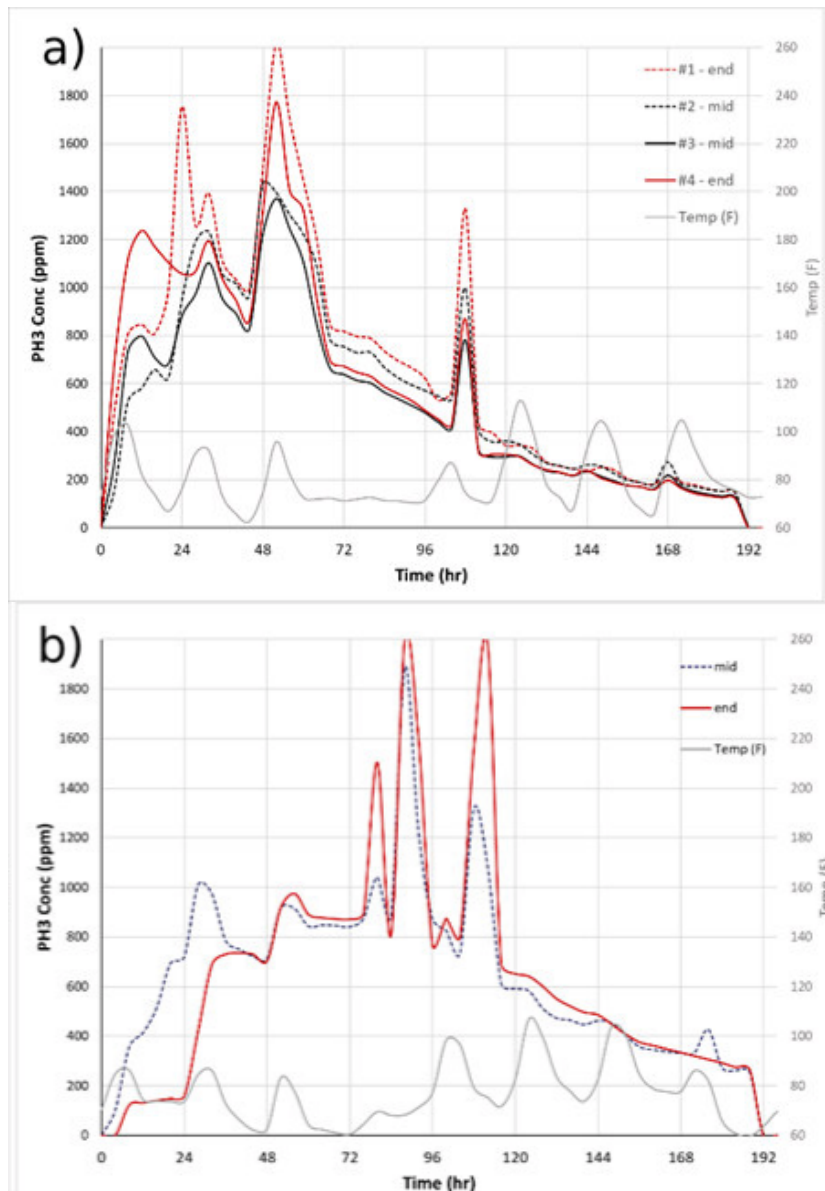 a)
#1 - end
#2 - mid
#3 - mid
#4 - end
Temp (F)
PH3 Conc (ppm)
1800
1600
1400
1200
1000
800
600
400
200
0
260
240
220
200
180
160
140
120
100
80
60
Temp (F)
0 24 48 72 96 120 144 168 192
Time (hr)
b)
mid
end
Temp (F)
PH3 Conc (ppm)
1800
1600
1400
1200
1000
800
600
400
200
0
260
240
220
200
180
160
140
120
100
80
60
Temp (F)
0 24 48 72 96 120 144 168 192
Time (hr)